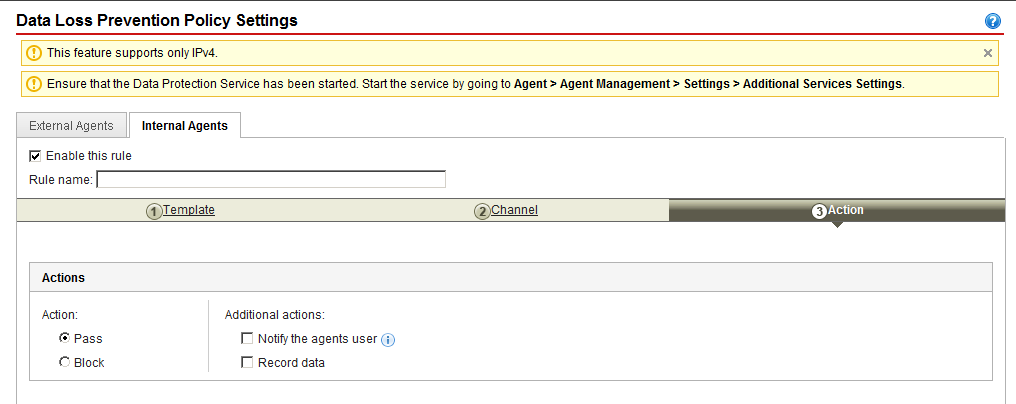 Data Loss Prevention Policy Settings
?
This feature supports only IPv4.
Ensure that the Data Protection Service has been started. Start the service by going to Agent > Agent Management > Settings > Additional Services Settings.
External Agents Internal Agents
Enable this rule
Rule name:
1 Template 2 Channel 3 Action
Actions
Action: Additional actions:
Pass Notify the agents user i
Block Record data